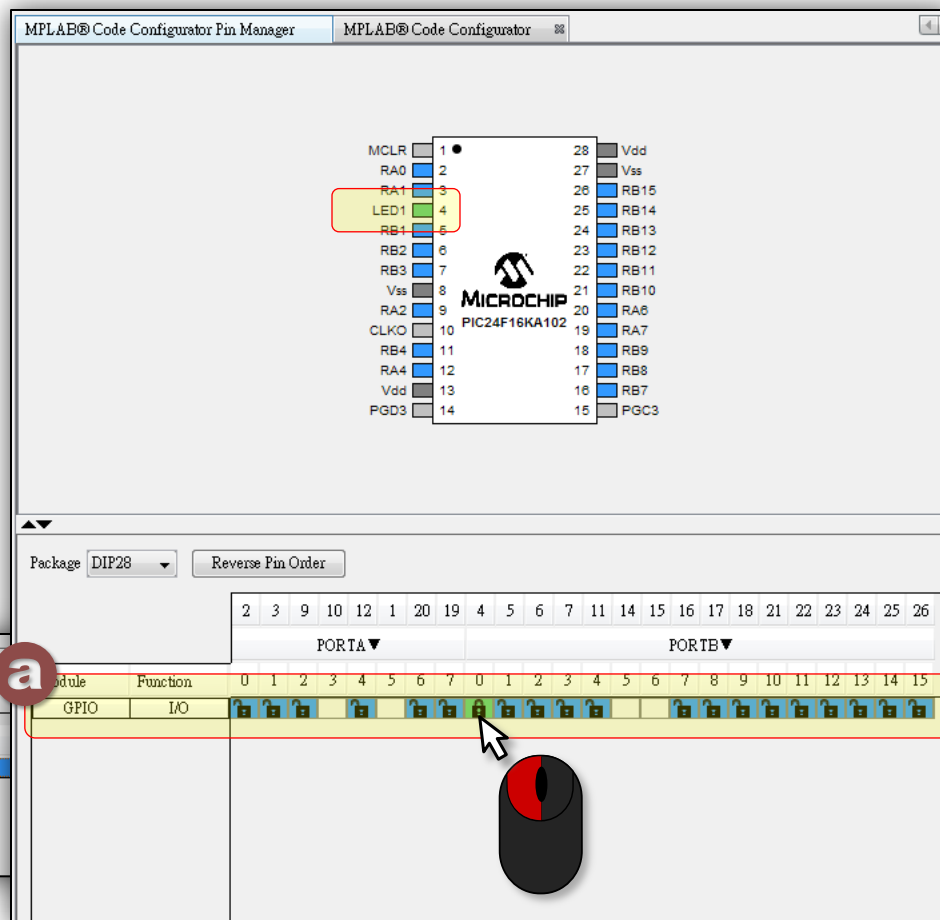 MPLAB® Code Configurator Pin Manager MPLAB® Code Configurator
MCLR 1 28 Vdd
RA0 2 27 Vss
RA1 3 26 RB15
LED1 4 25 RB14
RB1 5 24 RB13
RB2 6 23 RB12
RB3 7 22 RB11
Vss 8 21 RB10
MICROCHIP
RA2 9 20 RA6
PIC24F16KA102
CLKO 10 19 RA7
RB4 11 18 RB9
RA4 12 17 RB8
Vdd 13 16 RB7
PGD3 14 15 PGC3
Package DIP28 Reverse Pin Order
2 3 9 10 12 1 20 19 4 5 6 7 11 14 15 16 17 18 21 22 23 24 25 26
PORTA▼ PORTB▼
a
dule Function 0 1 2 3 4 5 6 7 0 1 2 3 4 5 6 7 8 9 10 11 12 13 14 15
GPIO I/O